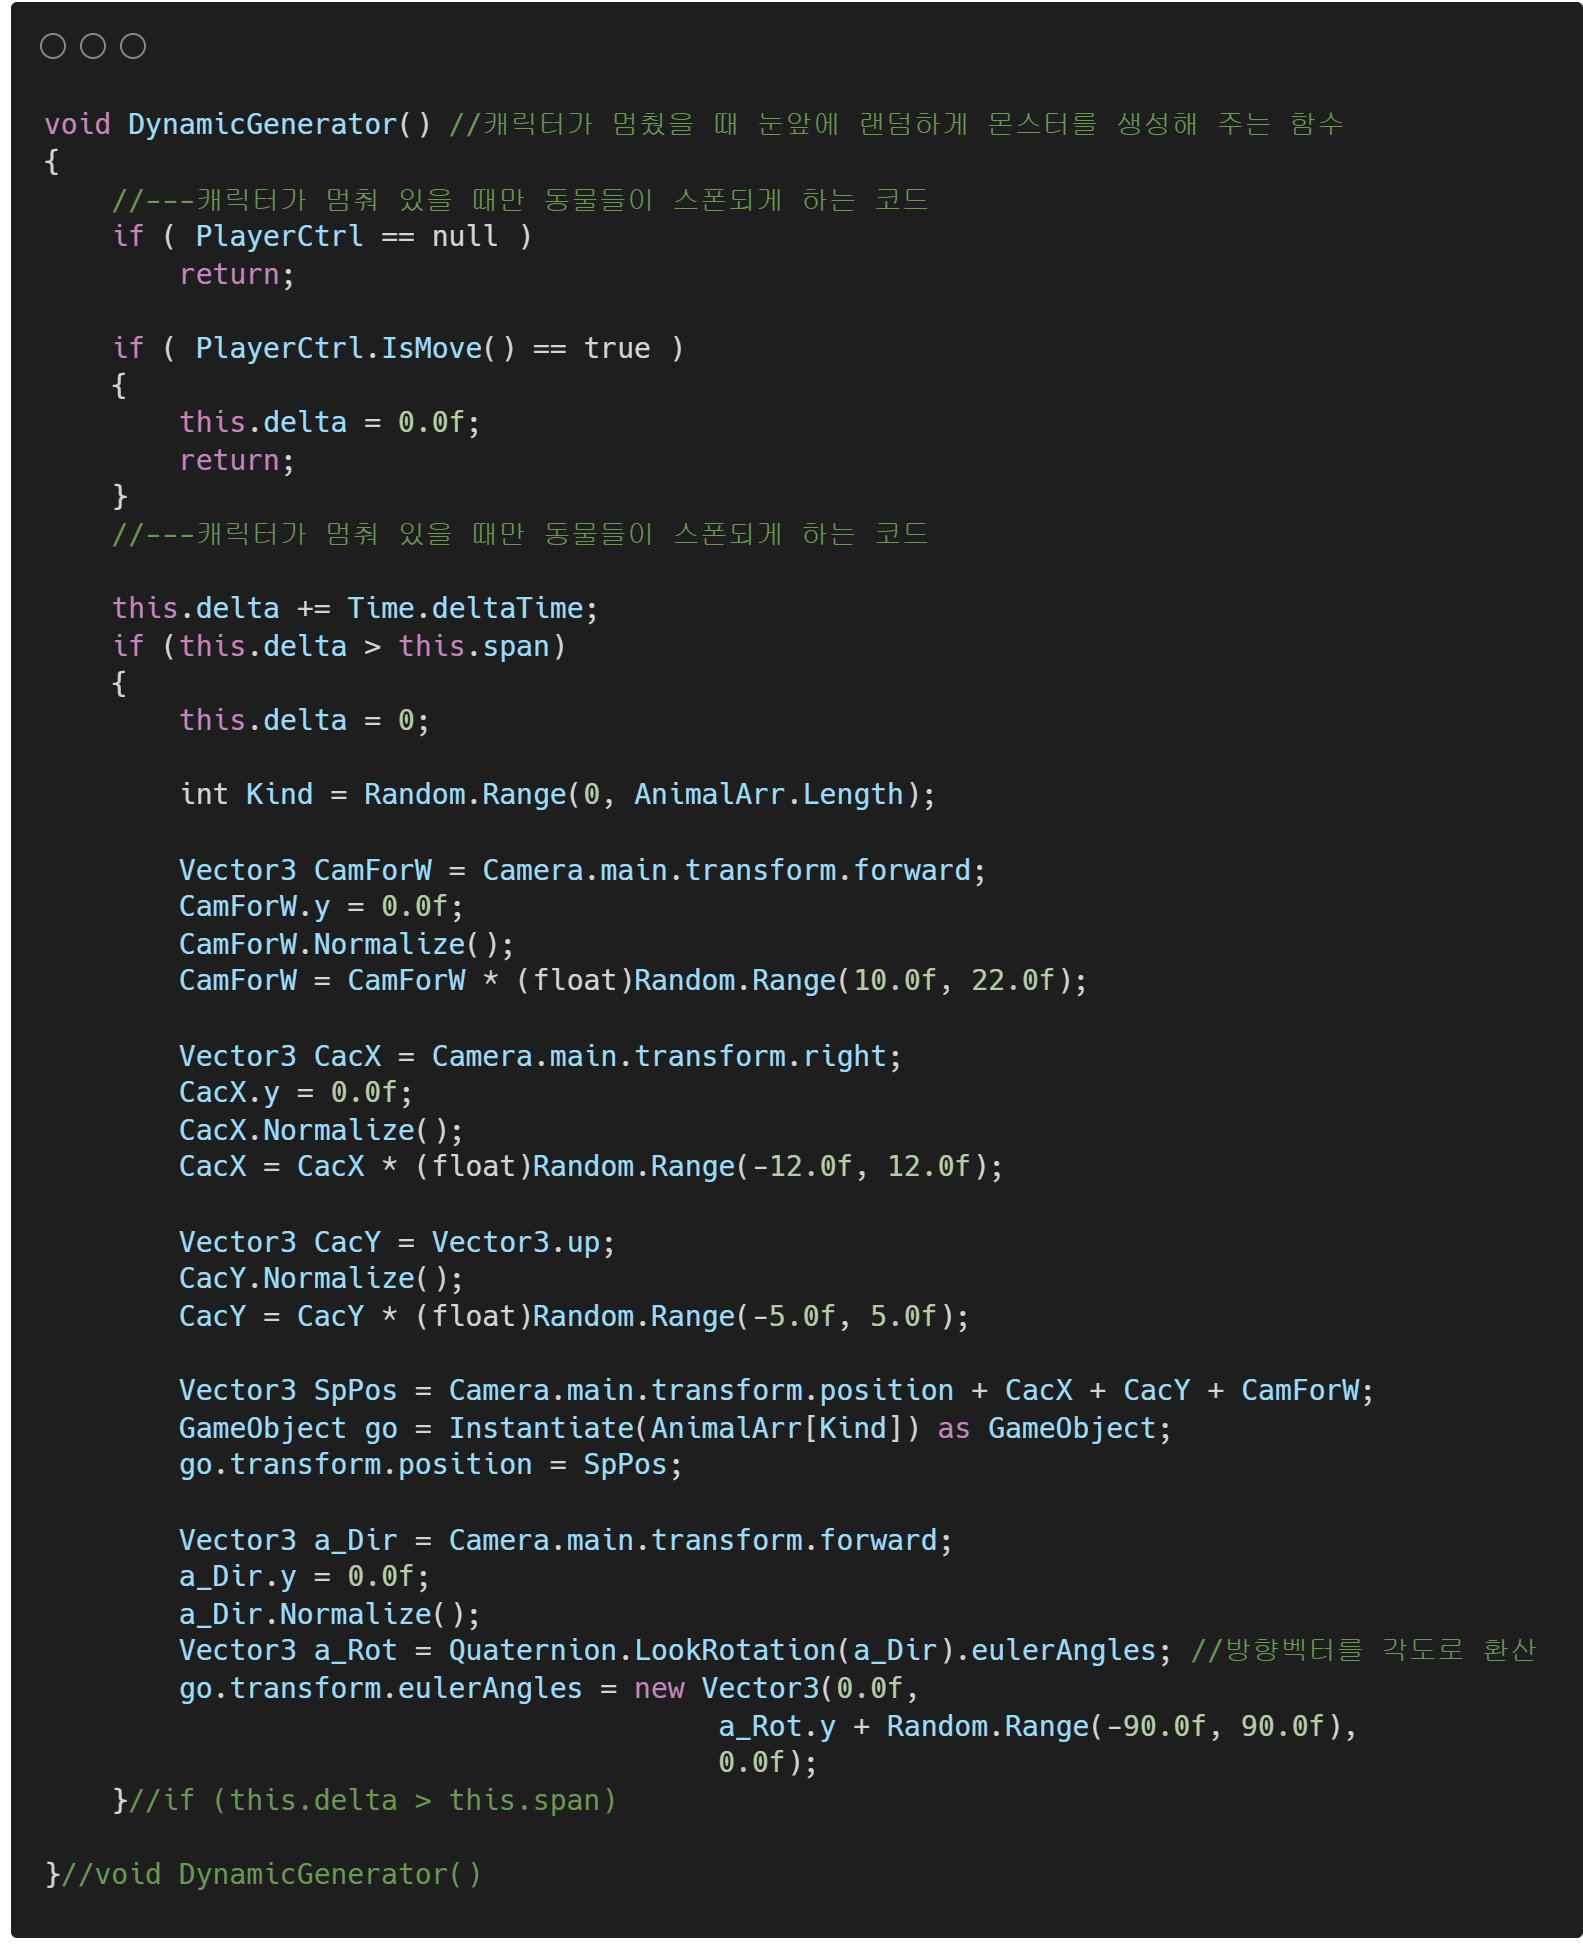 void DynamicGenerator() //캐릭터가 멈췄을 때 눈앞에 랜덤하게 몬스터를 생성해 주는 함수
{
    //---캐릭터가 멈춰 있을 때만 동물들이 스폰되게 하는 코드
    if ( PlayerCtrl == null )
        return;

    if ( PlayerCtrl.IsMove() == true )
    {
        this.delta = 0.0f;
        return;
    }
    //---캐릭터가 멈춰 있을 때만 동물들이 스폰되게 하는 코드

    this.delta += Time.deltaTime;
    if (this.delta > this.span)
    {
        this.delta = 0;

        int Kind = Random.Range(0, AnimalArr.Length);

        Vector3 CamForW = Camera.main.transform.forward;
        CamForW.y = 0.0f;
        CamForW.Normalize();
        CamForW = CamForW * (float)Random.Range(10.0f, 22.0f);

        Vector3 CacX = Camera.main.transform.right;
        CacX.y = 0.0f;
        CacX.Normalize();
        CacX = CacX * (float)Random.Range(-12.0f, 12.0f);

        Vector3 CacY = Vector3.up;
        CacY.Normalize();
        CacY = CacY * (float)Random.Range(-5.0f, 5.0f);

        Vector3 SpPos = Camera.main.transform.position + CacX + CacY + CamForW;
        GameObject go = Instantiate(AnimalArr[Kind]) as GameObject;
        go.transform.position = SpPos;

        Vector3 a_Dir = Camera.main.transform.forward;
        a_Dir.y = 0.0f;
        a_Dir.Normalize();
        Vector3 a_Rot = Quaternion.LookRotation(a_Dir).eulerAngles; //방향벡터를 각도로 환산
        go.transform.eulerAngles = new Vector3(0.0f,
                                        a_Rot.y + Random.Range(-90.0f, 90.0f),
                                        0.0f);
    }//if (this.delta > this.span)

}//void DynamicGenerator()